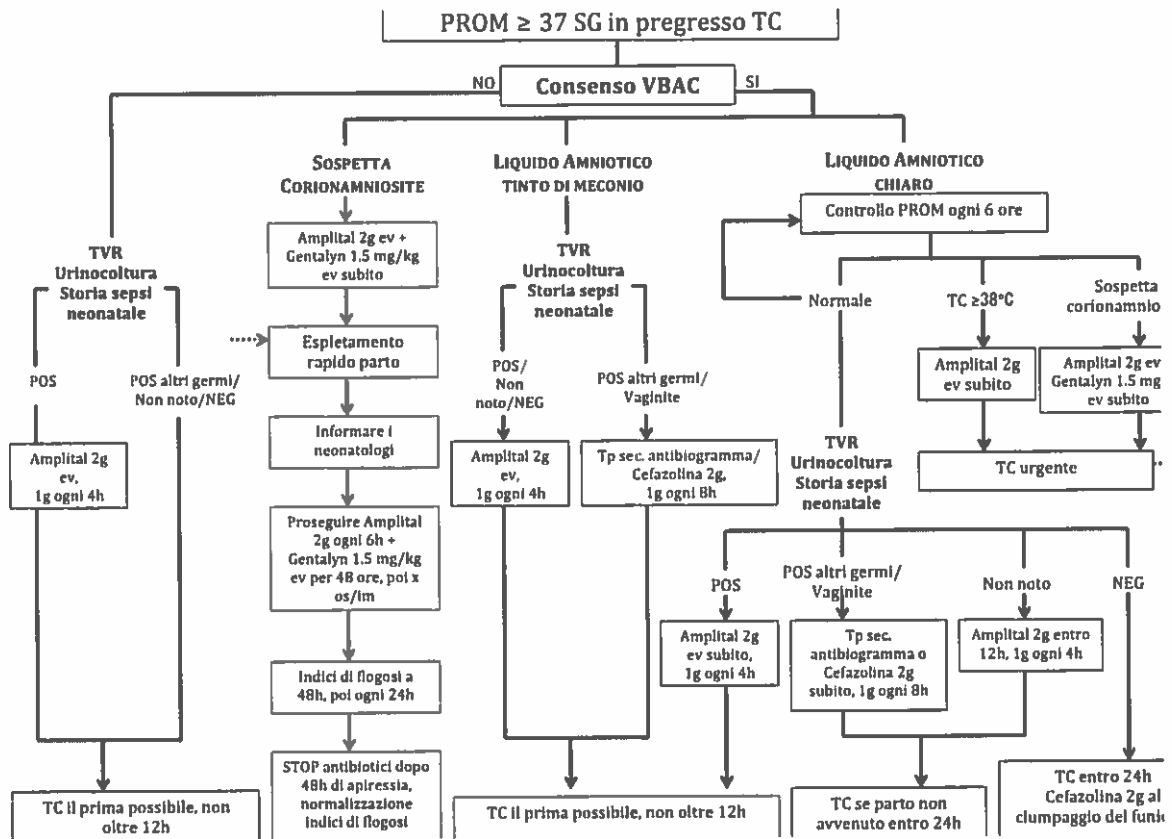 PROM ≥ 37 SG in pregresso TC
NO
Consenso VBAC
SI
SOSPETTA
CORIONAMNIOSITE
LIQUIDO AMNIOTICO
TINTO DI MECONIO
LIQUIDO AMNIOTICO
CHIARO
Controllo PROM ogni 6 ore
TVR
Urinocoltura
Storia sepsi
neonatale
POS
POS altri germi/
Non noto/NEG
Amplital 2g
ev,
1g ogni 4h
TC il prima possibile, non
oltre 12h
Amplital 2g ev +
Gentalyn 1.5 mg/kg
ev subito
Espletamento
rapido parto
Informare i
neonatologi
Proseguire Amplital
2g ogni 6h +
Gentalyn 1.5 mg/kg
ev per 48 ore, poi x
os/im
Indici di flogosi a
48h, poi ogni 24h
STOP antibiotici dopo
48h di apiressia,
normalizzazione
indici di flogosi
TVR
Urinocoltura
Storia sepsi
neonatale
POS/
Non
noto/NEG
POS altri germi/
Vaginite
Amplital 2g
ev,
1g ogni 4h
Tp sec. antibiogramma/
Cefazolina 2g,
1g ogni 8h
TC il prima possibile, non oltre 12h
Normale
TC ≥38°C
Sospetta
corionamnio
Amplital 2g
ev subito
Amplital 2g ev
Gentalyn 1.5 mg
ev subito
TC urgente
TVR
Urinocoltura
Storia sepsi
neonatale
POS
POS altri germi/
Vaginite
Non noto
NEG
Amplital 2g
ev subito,
1g ogni 4h
Tp sec.
antibiogramma o
Cefazolina 2g
subito, 1g ogni 8h
Amplital 2g entro
12h, 1g ogni 4h
TC se parto non
avvenuto entro 24h
TC entro 24h
Cefazolina 2g al
clumpaggio del funic